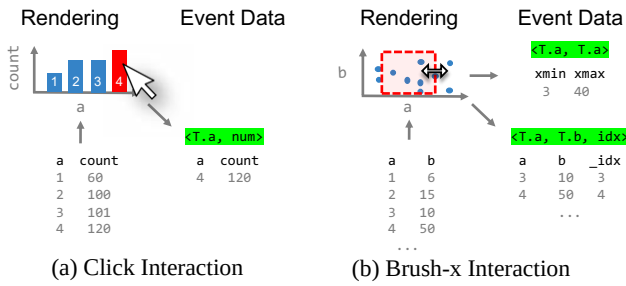 Rendering Event Data
count
1 2 3 4
a
<T.a, num>
a count
4 120
a count
1 60
2 100
3 101
4 120
(a) Click Interaction
Rendering Event Data
b
a
<T.a, T.a>
xmin xmax
3 40
<T.a, T.b, idx>
a b _idx
3 10 3
4 50 4
...
a b
1 6
2 15
3 10
4 50
...
(b) Brush-x Interaction